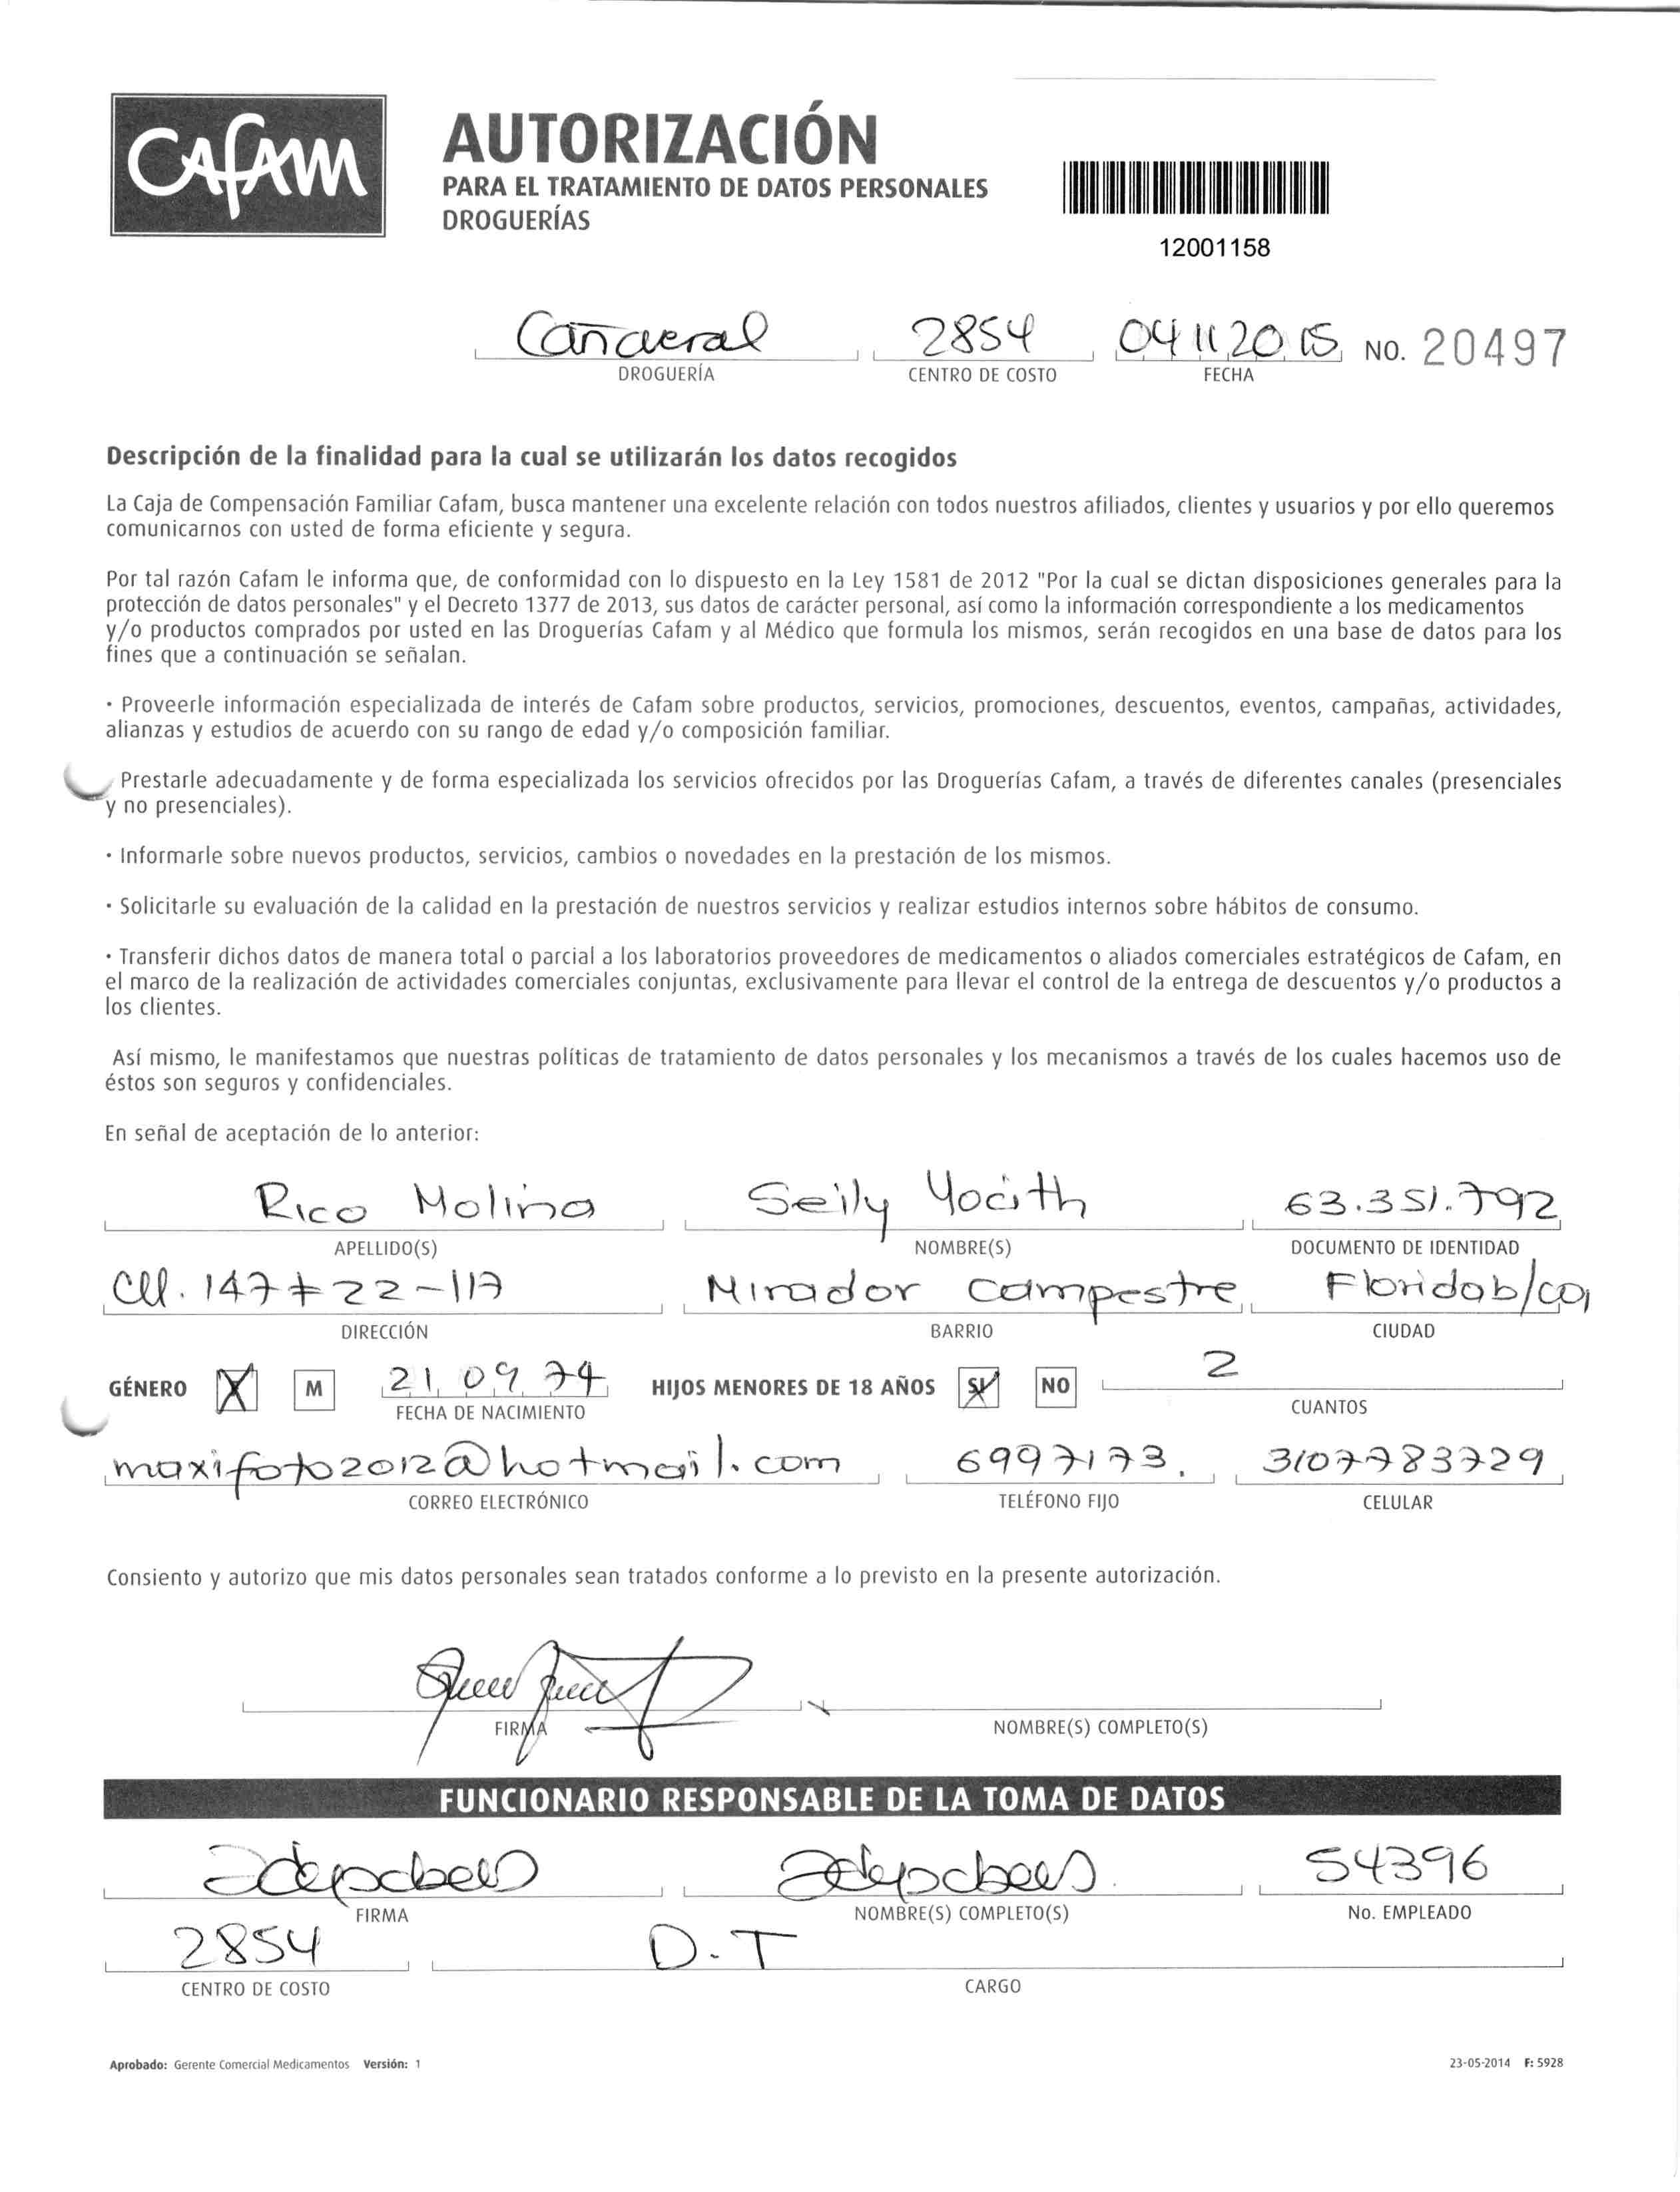 CAFAM
AUTORIZACIÓN
PARA EL TRATAMIENTO DE DATOS PERSONALES
DROGUERÍAS
12001158
Cañaveral 2854 04 11 2015 NO. 20497
DROGUERÍA CENTRO DE COSTO FECHA
Descripción de la finalidad para la cual se utilizarán los datos recogidos
La Caja de Compensación Familiar Cafam, busca mantener una excelente relación con todos nuestros afiliados, clientes y usuarios y por ello queremos
comunicarnos con usted de forma eficiente y segura.
Por tal razón Cafam le informa que, de conformidad con lo dispuesto en la Ley 1581 de 2012 "Por la cual se dictan disposiciones generales para la
protección de datos personales" y el Decreto 1377 de 2013, sus datos de carácter personal, así como la información correspondiente a los medicamentos
y/o productos comprados por usted en las Droguerías Cafam y al Médico que formula los mismos, serán recogidos en una base de datos para los
fines que a continuación se señalan.
· Proveerle información especializada de interés de Cafam sobre productos, servicios, promociones, descuentos, eventos, campañas, actividades,
alianzas y estudios de acuerdo con su rango de edad y/o composición familiar.
Prestarle adecuadamente y de forma especializada los servicios ofrecidos por las Droguerías Cafam, a través de diferentes canales (presenciales
y no presenciales).
· Informarle sobre nuevos productos, servicios, cambios o novedades en la prestación de los mismos.
· Solicitarle su evaluación de la calidad en la prestación de nuestros servicios y realizar estudios internos sobre hábitos de consumo.
· Transferir dichos datos de manera total o parcial a los laboratorios proveedores de medicamentos o aliados comerciales estratégicos de Cafam, en
el marco de la realización de actividades comerciales conjuntas, exclusivamente para llevar el control de la entrega de descuentos y/o productos a
los clientes.
Así mismo, le manifestamos que nuestras políticas de tratamiento de datos personales y los mecanismos a través de los cuales hacemos uso de
éstos son seguros y confidenciales.
En señal de aceptación de lo anterior:
Rico Molina Seily Yocith 63.351.792
APELLIDO(S) NOMBRE(S) DOCUMENTO DE IDENTIDAD
Cll. 147 # 22-117 Mirador Campestre Floridab/ca
DIRECCIÓN BARRIO CIUDAD
GÉNERO X M 21 09 74 HIJOS MENORES DE 18 AÑOS SI NO 2
FECHA DE NACIMIENTO CUANTOS
maxifoto2012@hotmail.com 6997173. 3107783729
CORREO ELECTRÓNICO TELÉFONO FIJO CELULAR
Consiento y autorizo que mis datos personales sean tratados conforme a lo previsto en la presente autorización.
FIRMA NOMBRE(S) COMPLETO(S)
FUNCIONARIO RESPONSABLE DE LA TOMA DE DATOS
54396
FIRMA NOMBRE(S) COMPLETO(S) No. EMPLEADO
2854 D.T
CENTRO DE COSTO CARGO
Aprobado: Gerente Comercial Medicamentos Versión: 1 23-05-2014 F: 5928